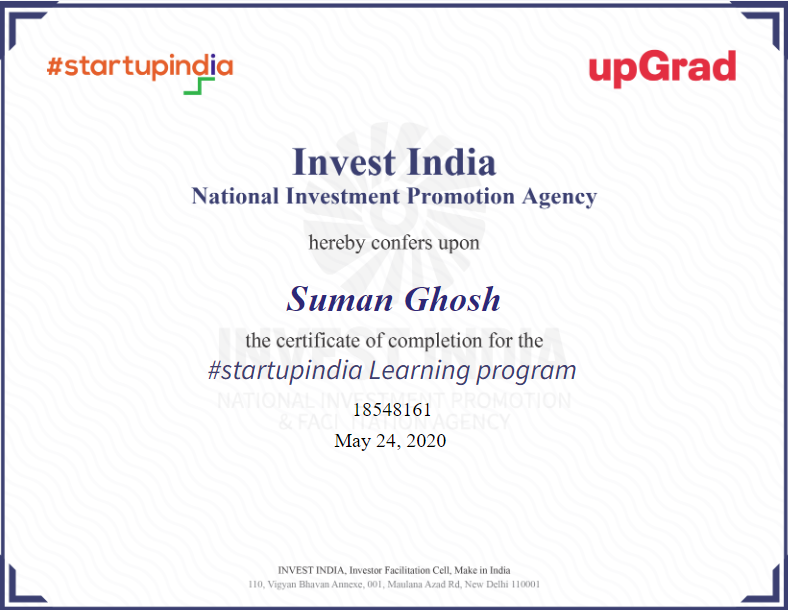 #startupindia
upGrad
Invest India
National Investment Promotion Agency
hereby confers upon
Suman Ghosh
the certificate of completion for the
INVEST INDIA
#startupindia Learning program
NATIONAL INVESTMENT PROMOTION
18548161
& FACILITATION AGENCY
May 24, 2020
INVEST INDIA, Investor Facilitation Cell, Make in India
110, Vigyan Bhavan Annexe, 001, Maulana Azad Rd, New Delhi 110001